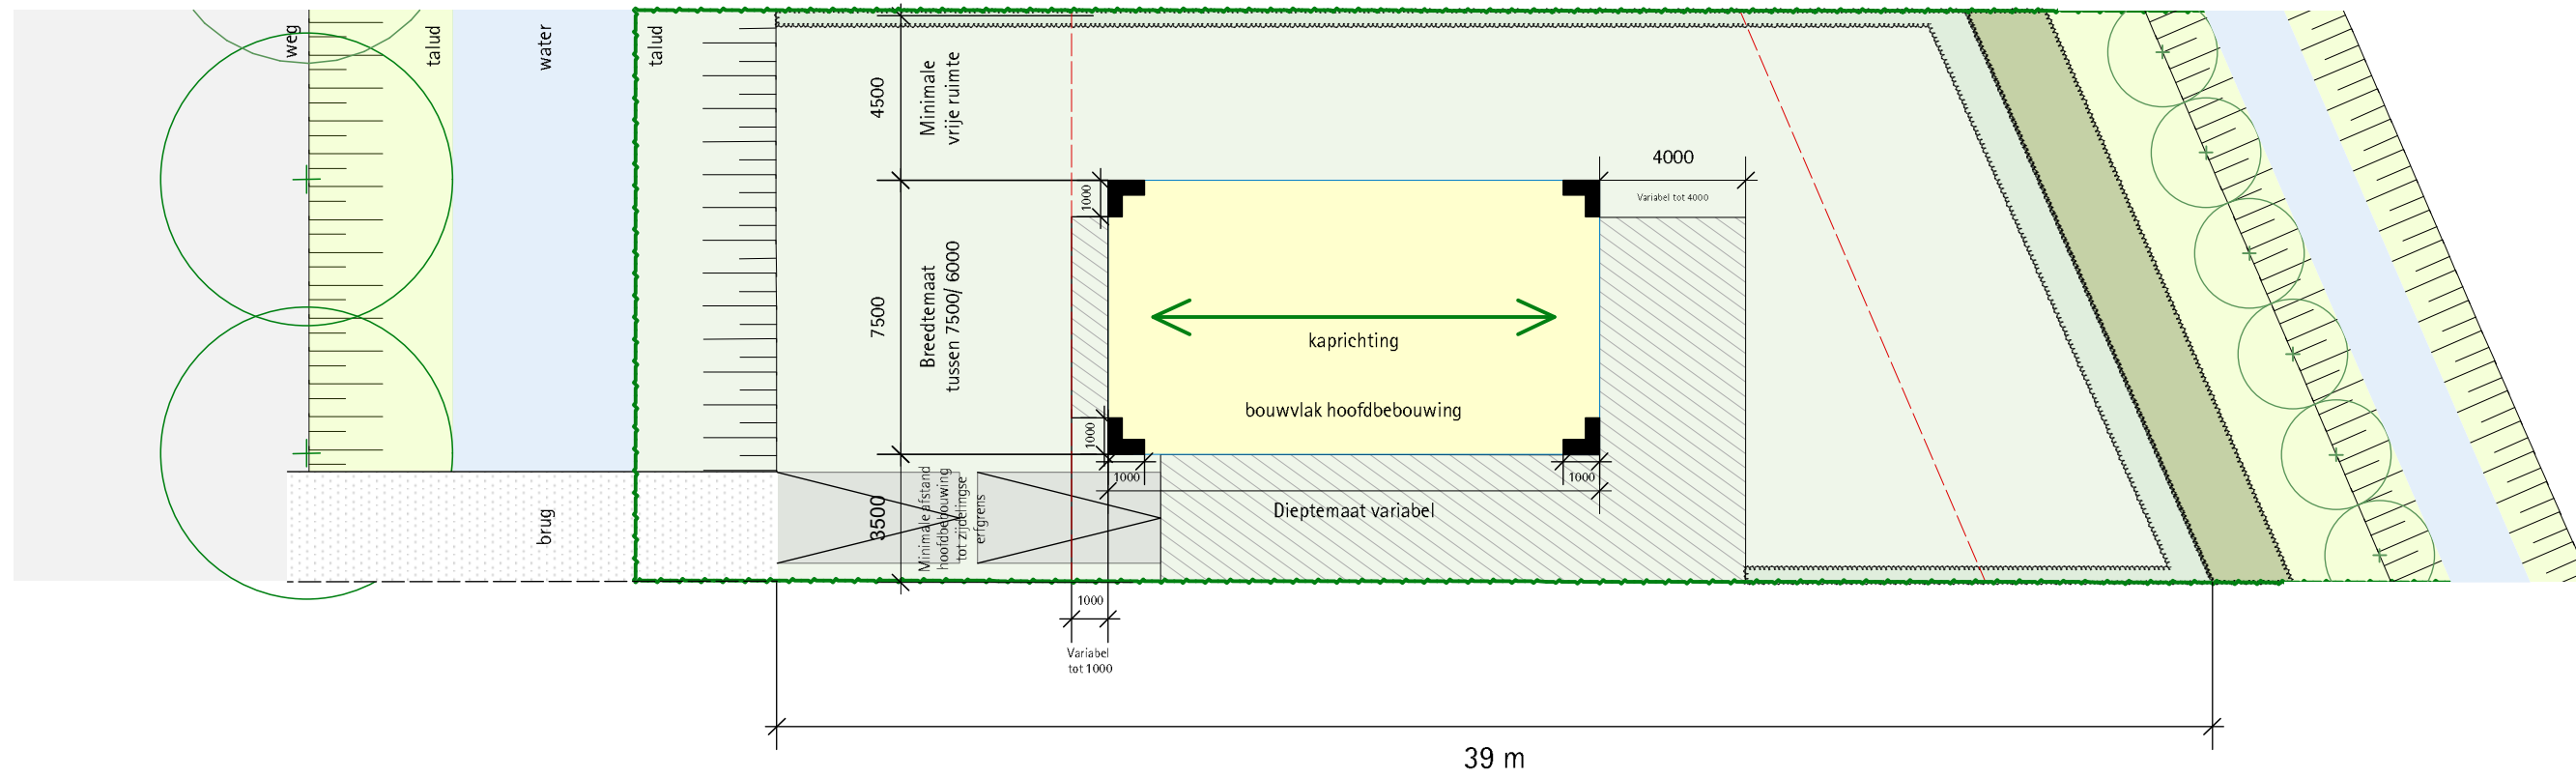 weg
talud
water
talud
4500
Minimale
vrije ruimte
4000
Variabel tot 4000
1000
7500
Breedtemaat
tussen 7500/ 6000
kaprichting
bouwvlak hoofdbebouwing
1000
1000
1000
Dieptemaat variabel
brug
3500
Minimale afstand
hoofdbebouwing
tot zijdelingse
erfgrens
1000
Variabel
tot 1000
39 m